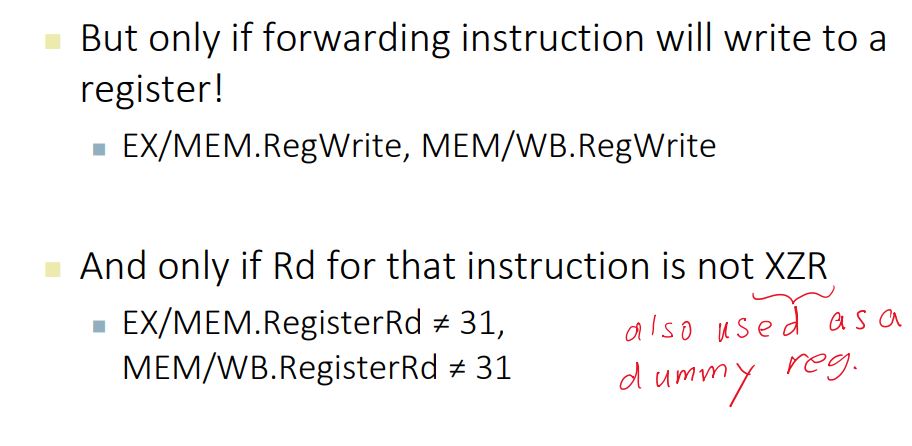 But only if forwarding instruction will write to a
register!
EX/MEM.RegWrite, MEM/WB.RegWrite
And only if Rd for that instruction is not XZR
EX/MEM.RegisterRd ≠ 31,
MEM/WB.RegisterRd ≠ 31
also used as a
dummy reg.